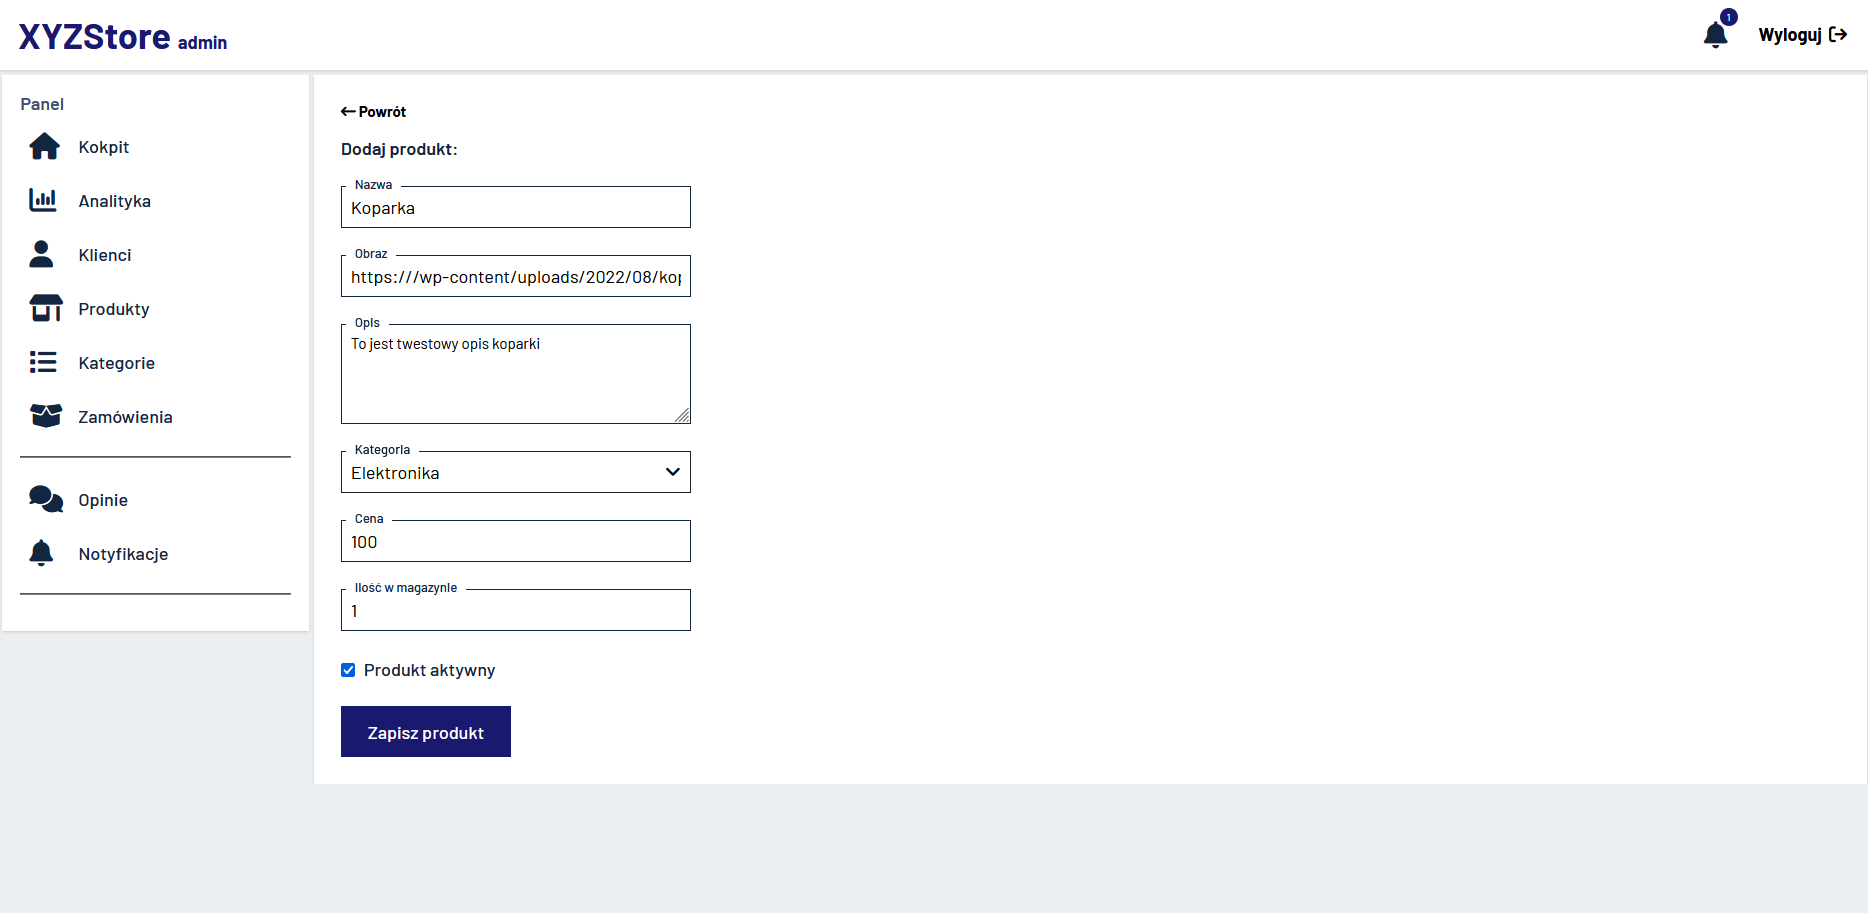 XYZStore admin
1
Wyloguj
Panel
Kokpit
Analityka
Klienci
Produkty
Kategorie
Zamówienia
Opinie
Notyfikacje
Powrót
Dodaj produkt:
Nazwa
Koparka
Obraz
https:///wp-content/uploads/2022/08/kop
Opis
To jest twestowy opis koparki
Kategoria
Elektronika
Cena
100
Ilość w magazynie
1
Produkt aktywny
Zapisz produkt